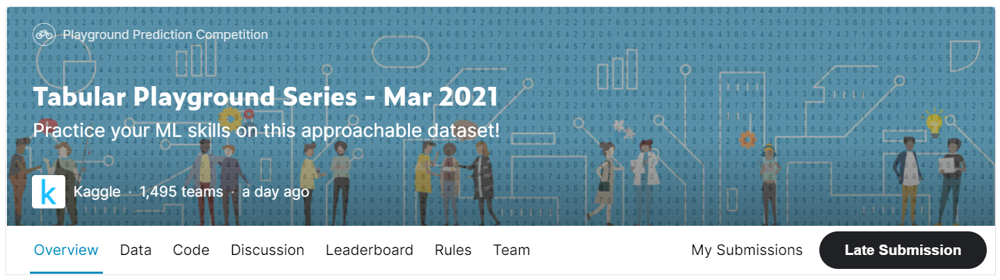 Playground Prediction Competition
Tabular Playground Series - Mar 2021
Practice your ML skills on this approachable dataset!
k
Kaggle · 1,495 teams · a day ago
Overview Data Code Discussion Leaderboard Rules Team My Submissions Late Submission